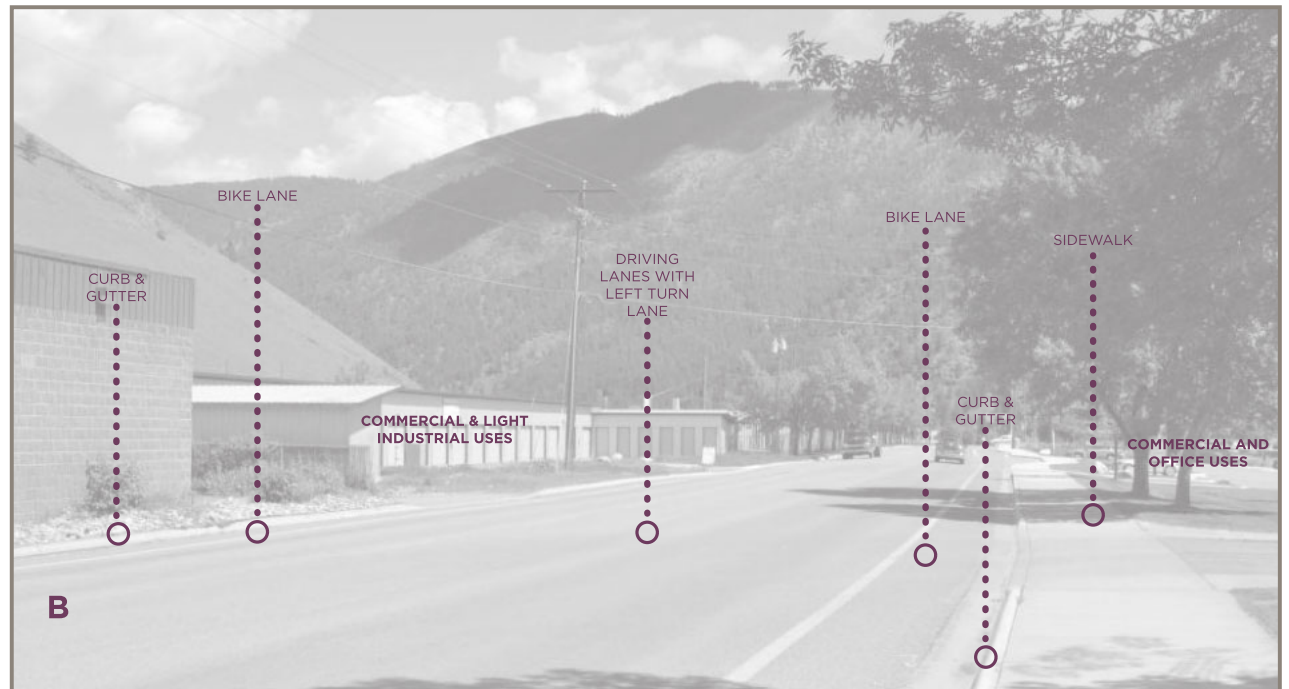 BIKE LANE
BIKE LANE
SIDEWALK
DRIVING
LANES WITH
LEFT TURN
LANE
CURB &
GUTTER
CURB &
GUTTER
COMMERCIAL & LIGHT
INDUSTRIAL USES
COMMERCIAL AND
OFFICE USES
B